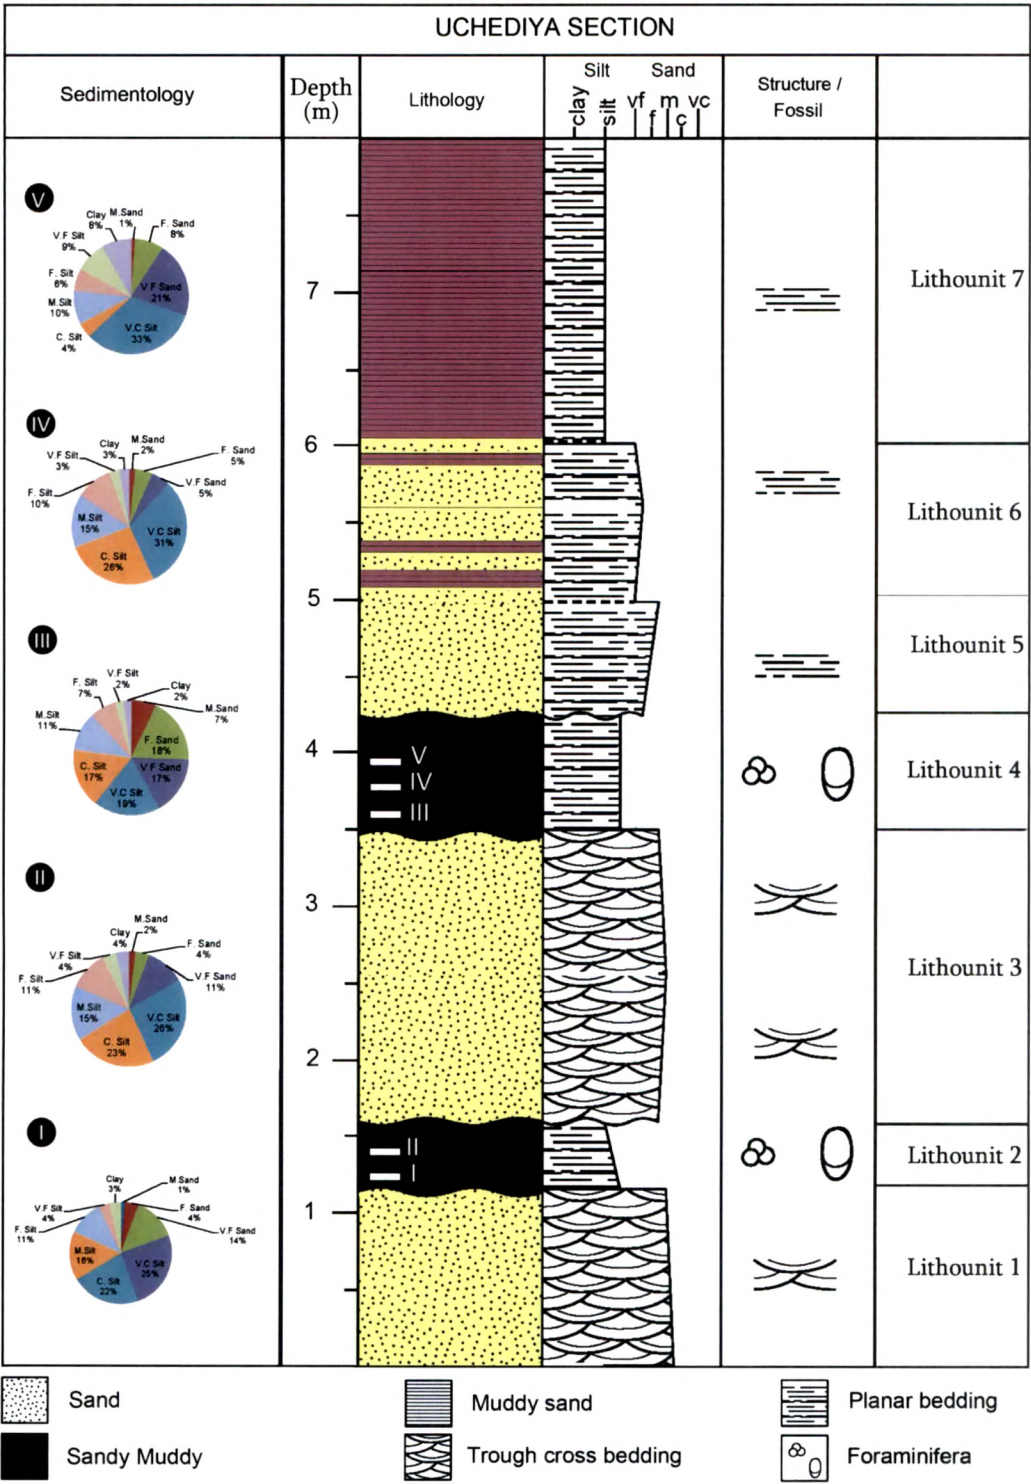 UCHEDIYA SECTION
Sedimentology
Depth
(m)
Lithology
Silt Sand
clay silt vf f m c vc
Structure /
Fossil
V
Clay
8%
M.Sand
1%
F. Sand
8%
V.F Silt
9%
F. Silt
6%
V.F Sand
21%
M.Silt
10%
V.C Silt
33%
C. Silt
4%
7
Lithounit 7
IV
6
Clay
3%
M.Sand
2%
F. Sand
5%
V.F Silt
3%
V.F Sand
5%
F. Silt
10%
M.Silt
15%
V.C Silt
31%
C. Silt
26%
Lithounit 6
5
III
Lithounit 5
V.F Silt
2%
F. Silt
7%
Clay
2%
M.Sand
7%
M.Silt
11%
F. Sand
18%
C. Silt
17%
V.F Sand
17%
V.C Silt
19%
4
V
IV
III
Lithounit 4
II
3
M.Sand
2%
Clay
4%
F. Sand
4%
V.F Silt
4%
F. Silt
11%
V.F Sand
11%
M.Silt
15%
V.C Silt
26%
C. Silt
23%
Lithounit 3
2
I
II
I
Lithounit 2
1
Clay
3%
M.Sand
1%
V.F Silt
4%
F. Sand
4%
F. Silt
11%
V.F Sand
14%
M.Silt
16%
V.C Silt
25%
C. Silt
22%
Lithounit 1
Sand
Muddy sand
Planar bedding
Sandy Muddy
Trough cross bedding
Foraminifera